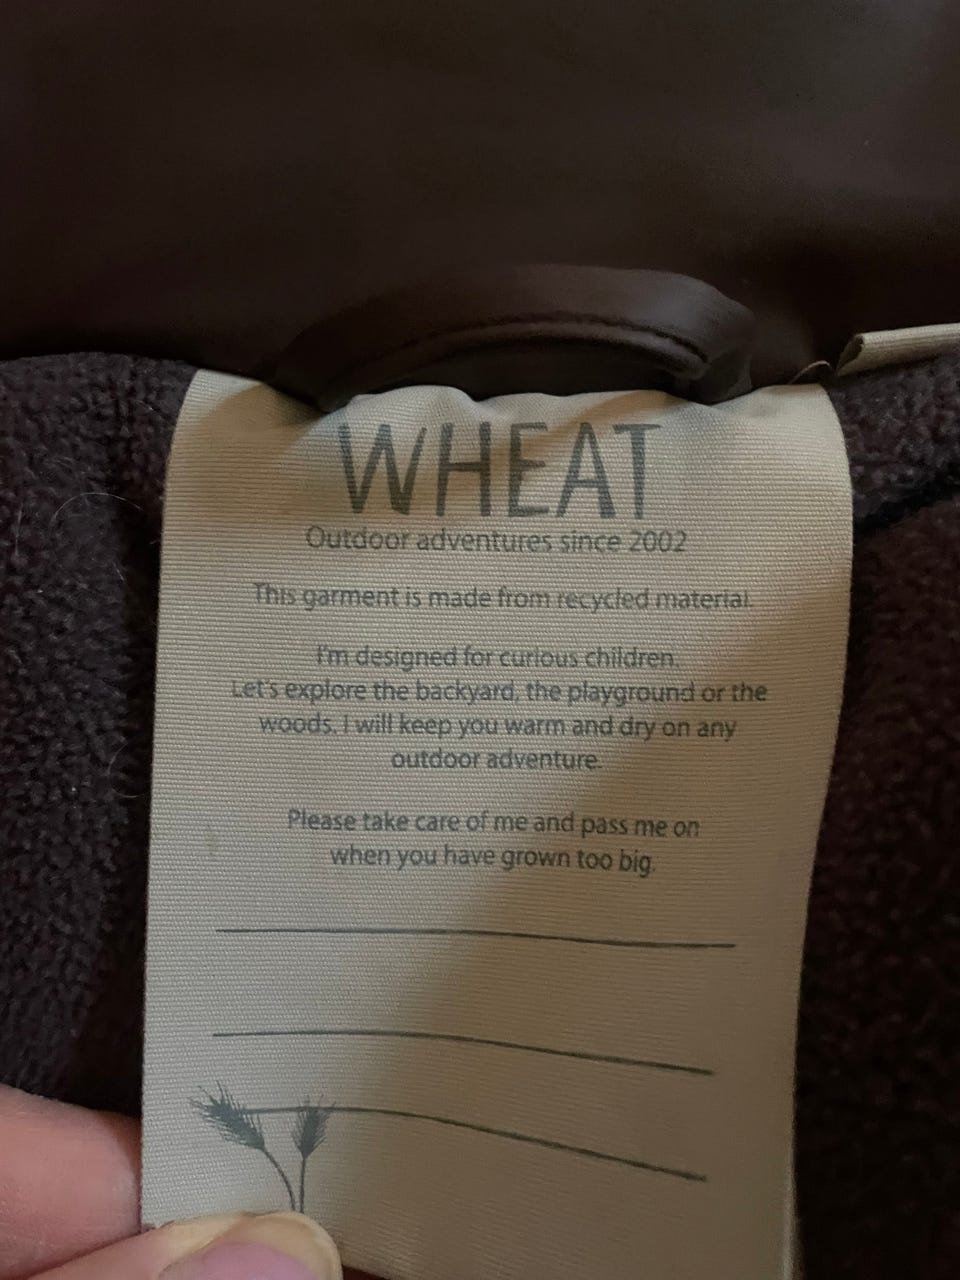 WHEAT
Outdoor adventures since 2002
This garment is made from recycled material.
I'm designed for curious children.
Let's explore the backyard, the playground or the
woods. I will keep you warm and dry on any
outdoor adventure.
Please take care of me and pass me on
when you have grown too big.